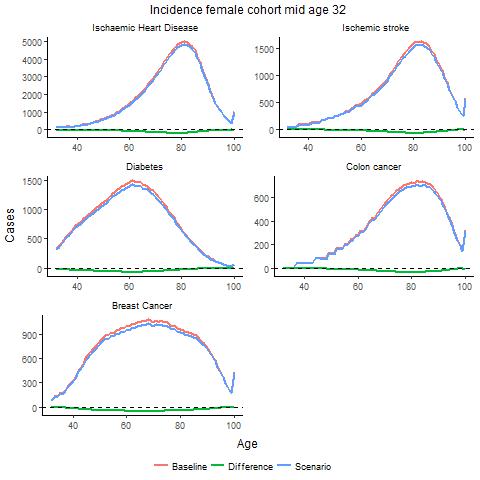 Incidence female cohort mid age 32
Ischaemic Heart Disease
5000
4000
3000
2000
1000
0
40 60 80 100
Ischemic stroke
1500
1000
500
0
40 60 80 100
Diabetes
1500
1000
500
0
40 60 80 100
Colon cancer
600
400
200
0
40 60 80 100
Breast Cancer
900
600
300
0
40 60 80 100
Cases
Age
Baseline Difference Scenario